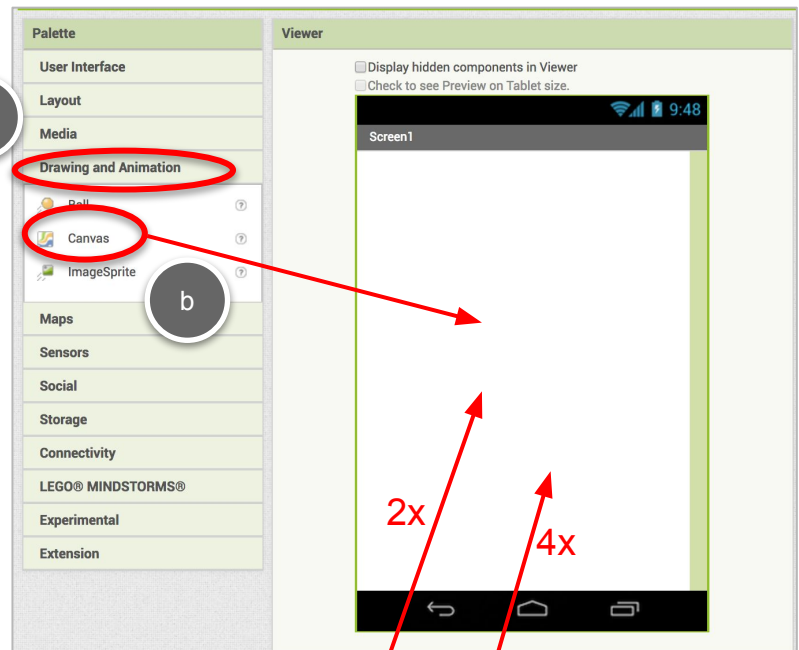 Palette
Viewer
User Interface
Display hidden components in Viewer
Check to see Preview on Tablet size.
Layout
9:48
Media
Screen1
Drawing and Animation
Ball
?
Canvas
?
ImageSprite
?
b
Maps
Sensors
Social
Storage
Connectivity
LEGO® MINDSTORMS®
2x
Experimental
4x
Extension